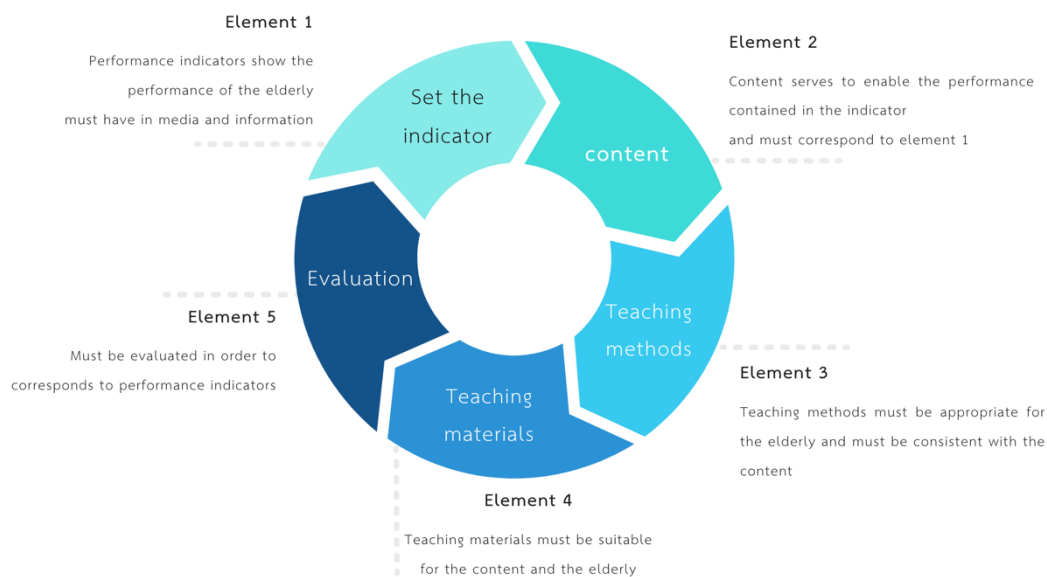 Element 1
Performance indicators show the
performance of the elderly
must have in media and information
Set the
indicator
Element 2
Content serves to enable the performance
contained in the indicator
and must correspond to element 1
content
Teaching
methods
Element 3
Teaching methods must be appropriate for
the elderly and must be consistent with the
content
Teaching
materials
Element 4
Teaching materials must be suitable
for the content and the elderly
Evaluation
Element 5
Must be evaluated in order to
corresponds to performance indicators